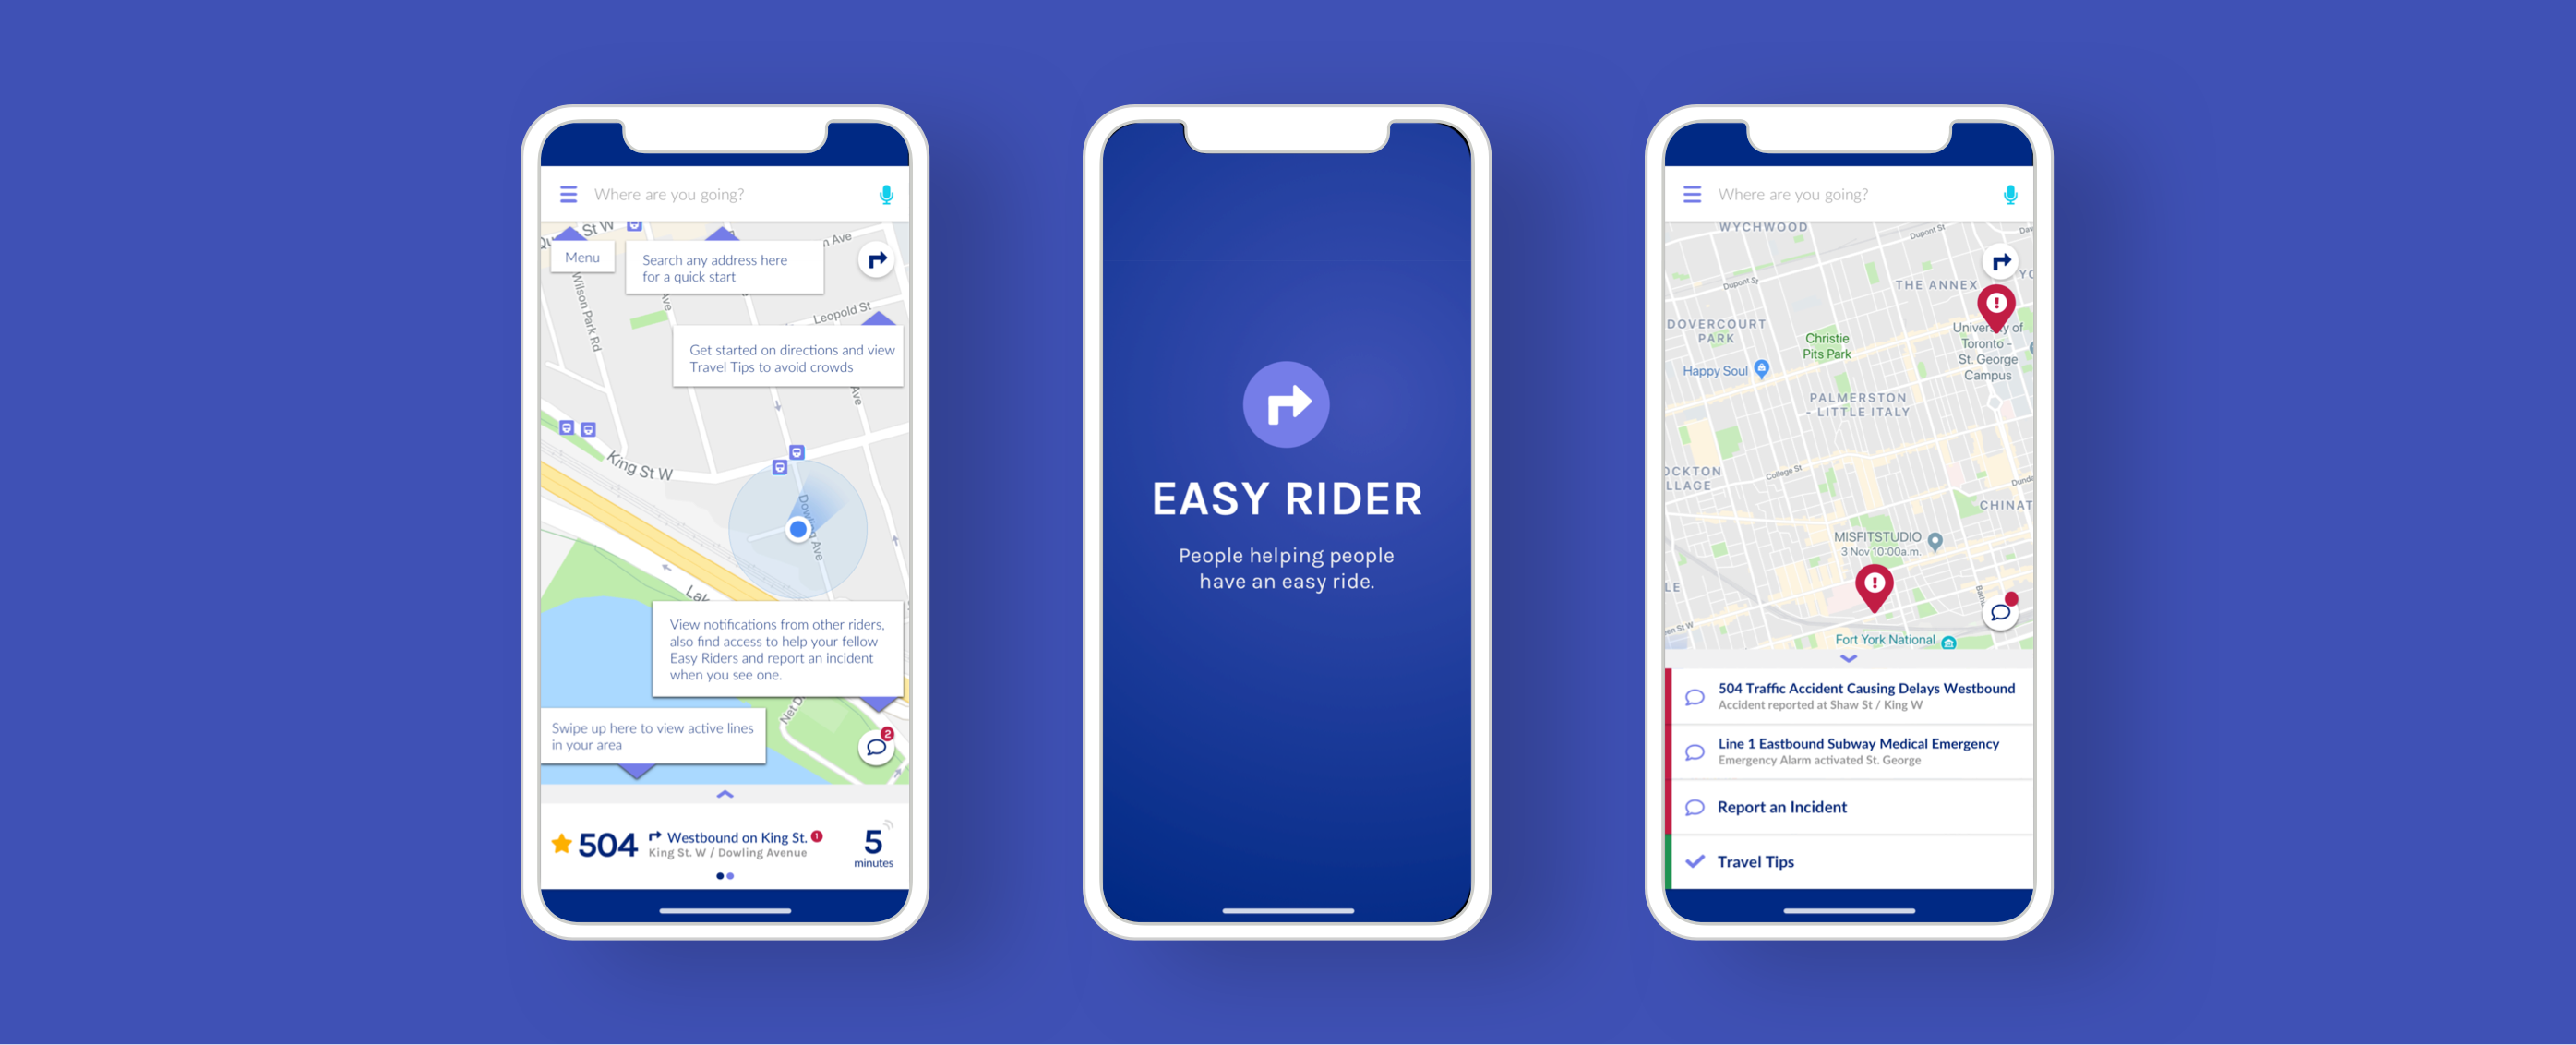 Where are you going?
St W
Menu
Search any address here
for a quick start
Ave
Wilson Park Rd
Ave
Leopold St
Get started on directions and view
Travel Tips to avoid crowds
Ave
King St W
Dowling Ave
View notifications from other riders,
also find access to help your fellow
Easy Riders and report an incident
when you see one.
Swipe up here to view active lines
in your area
2
504
Westbound on King St.
King St. W / Dowling Avenue
5
minutes
EASY RIDER
People helping people
have an easy ride.
Where are you going?
WYCHWOOD
Dupont St
Dupont St
THE ANNEX
DOVERCOURT
PARK
Christie
Pits Park
University of
Toronto -
St. George
Campus
Happy Soul
PALMERSTON
- LITTLE ITALY
College St
CHINAT
MISFITSTUDIO
3 Nov 10:00a.m.
Fort York National
504 Traffic Accident Causing Delays Westbound
Accident reported at Shaw St / King W
Line 1 Eastbound Subway Medical Emergency
Emergency Alarm activated St. George
Report an Incident
Travel Tips